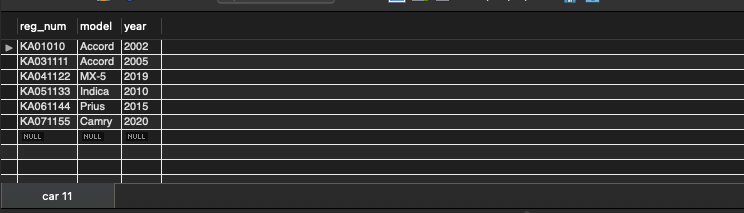 reg_num model year
KA01010 Accord 2002
KA031111 Accord 2005
KA041122 MX-5 2019
KA051133 Indica 2010
KA061144 Prius 2015
KA071155 Camry 2020
NULL NULL NULL
car 11